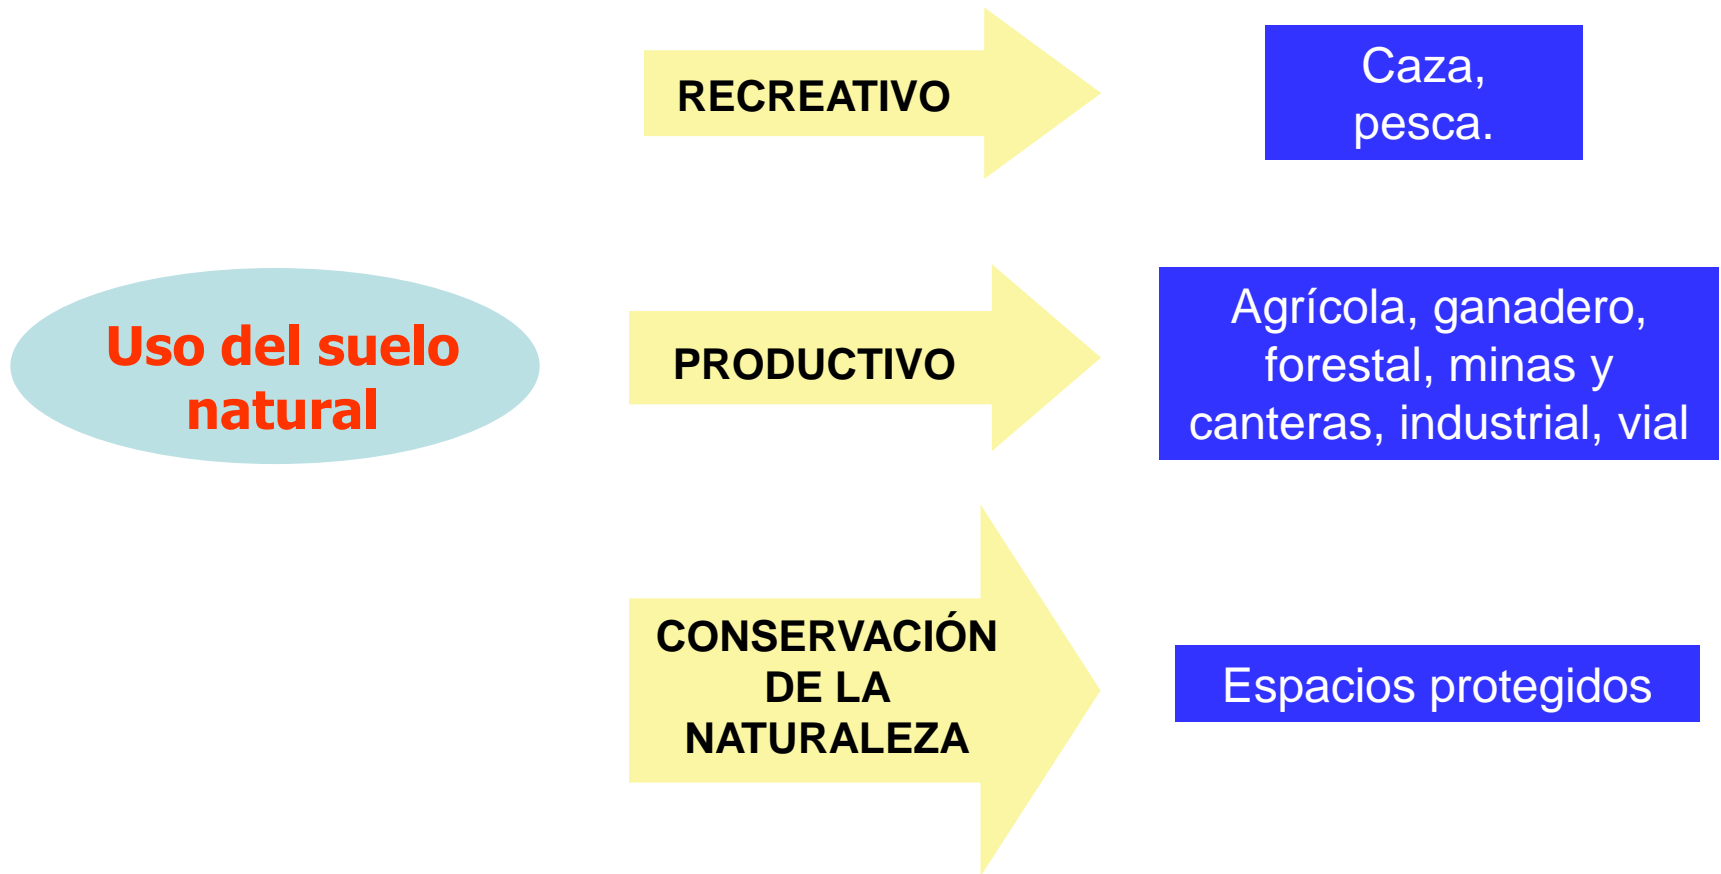 RECREATIVO
Caza,
pesca.
Uso del suelo
natural
PRODUCTIVO
Agrícola, ganadero,
forestal, minas y
canteras, industrial, vial
CONSERVACIÓN
DE LA
NATURALEZA
Espacios protegidos